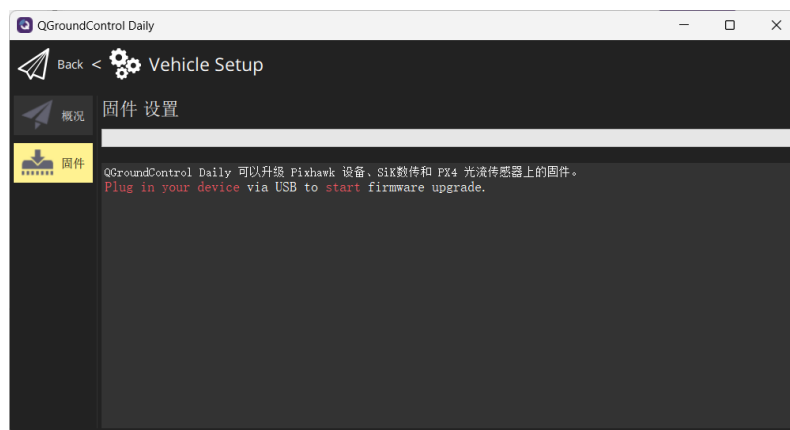 QGroundControl Daily
Back < Vehicle Setup
概况
固件 设置
固件
QGroundControl Daily 可以升级 Pixhawk 设备、SiK数传和 PX4 光流传感器上的固件。
Plug in your device via USB to start firmware upgrade.